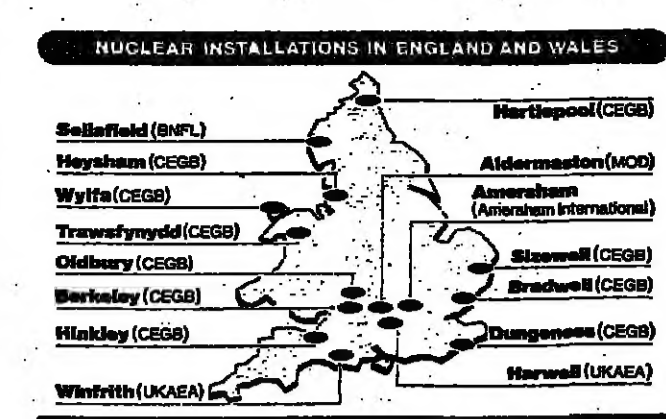 NUCLEAR INSTALLATIONS IN ENGLAND AND WALES
Sellafield (BNFL)
Heysham (CEGB)
Wylfa (CEGB)
Trawsfynydd (CEGB)
Oldbury (CEGB)
Berkeley (CEGB)
Hinkley (CEGB)
Winfrith (UKAEA)
Hartlepool (CEGB)
Aldermaston (MOD)
Amersham
(Amersham International)
Sizewell (CEGB)
Bradwell (CEGB)
Dungeness (CEGB)
Harwell (UKAEA)